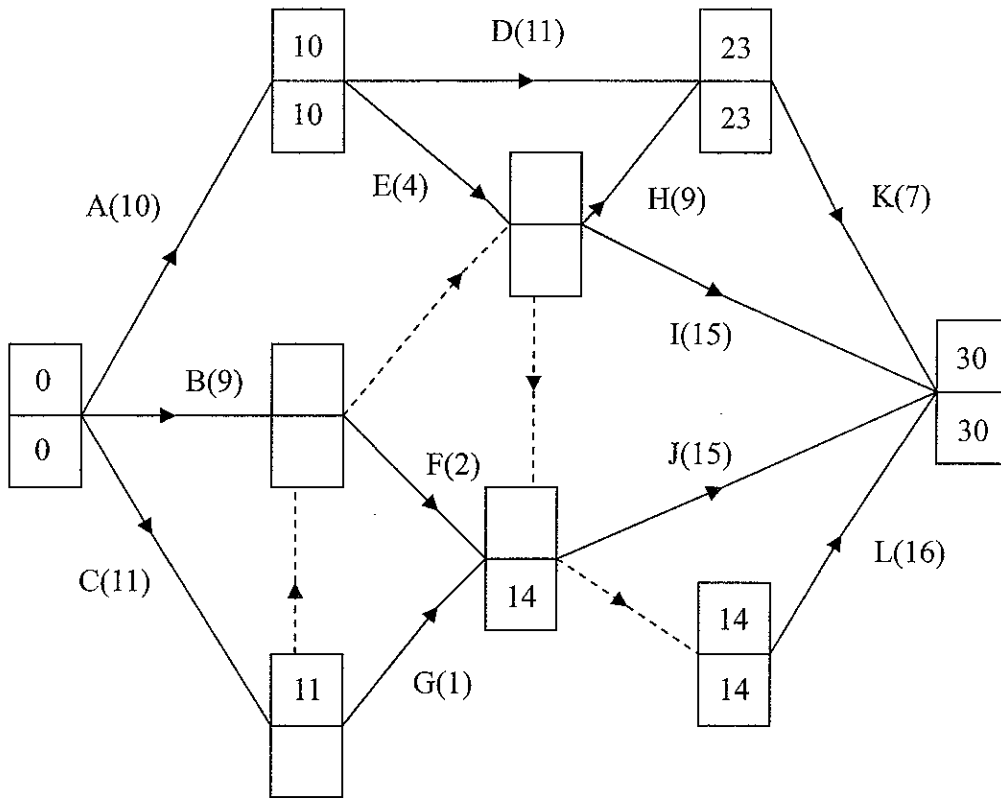 10
10
D(11)
23
23
E(4)
H(9)
K(7)
A(10)
I(15)
0
0
B(9)
30
30
F(2)
J(15)
C(11)
14
L(16)
14
14
11
G(1)